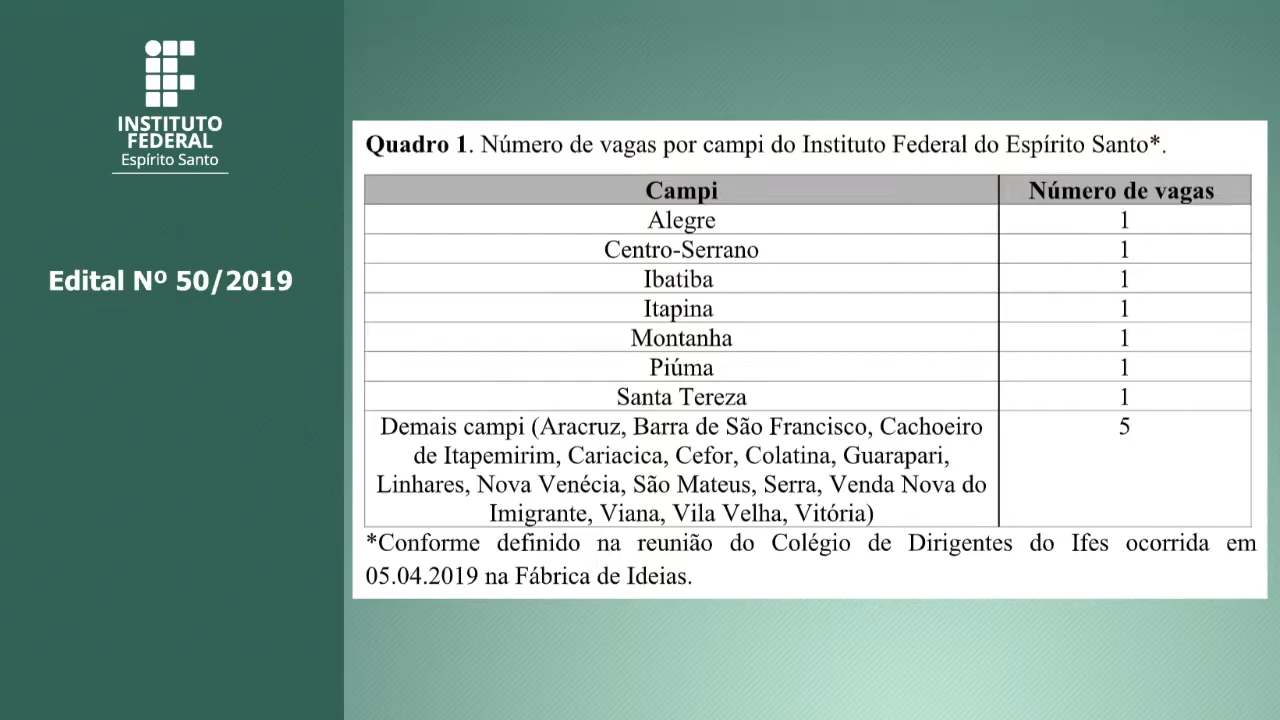 INSTITUTO
FEDERAL
Espírito Santo
Edital Nº 50/2019
Quadro 1. Número de vagas por campi do Instituto Federal do Espírito Santo*.
Campi Número de vagas
Alegre 1
Centro-Serrano 1
Ibatiba 1
Itapina 1
Montanha 1
Piúma 1
Santa Tereza 1
Demais campi (Aracruz, Barra de São Francisco, Cachoeiro 5
de Itapemirim, Cariacica, Cefor, Colatina, Guarapari,
Linhares, Nova Venécia, São Mateus, Serra, Venda Nova do
Imigrante, Viana, Vila Velha, Vitória)
*Conforme definido na reunião do Colégio de Dirigentes do Ifes ocorrida em
05.04.2019 na Fábrica de Ideias.